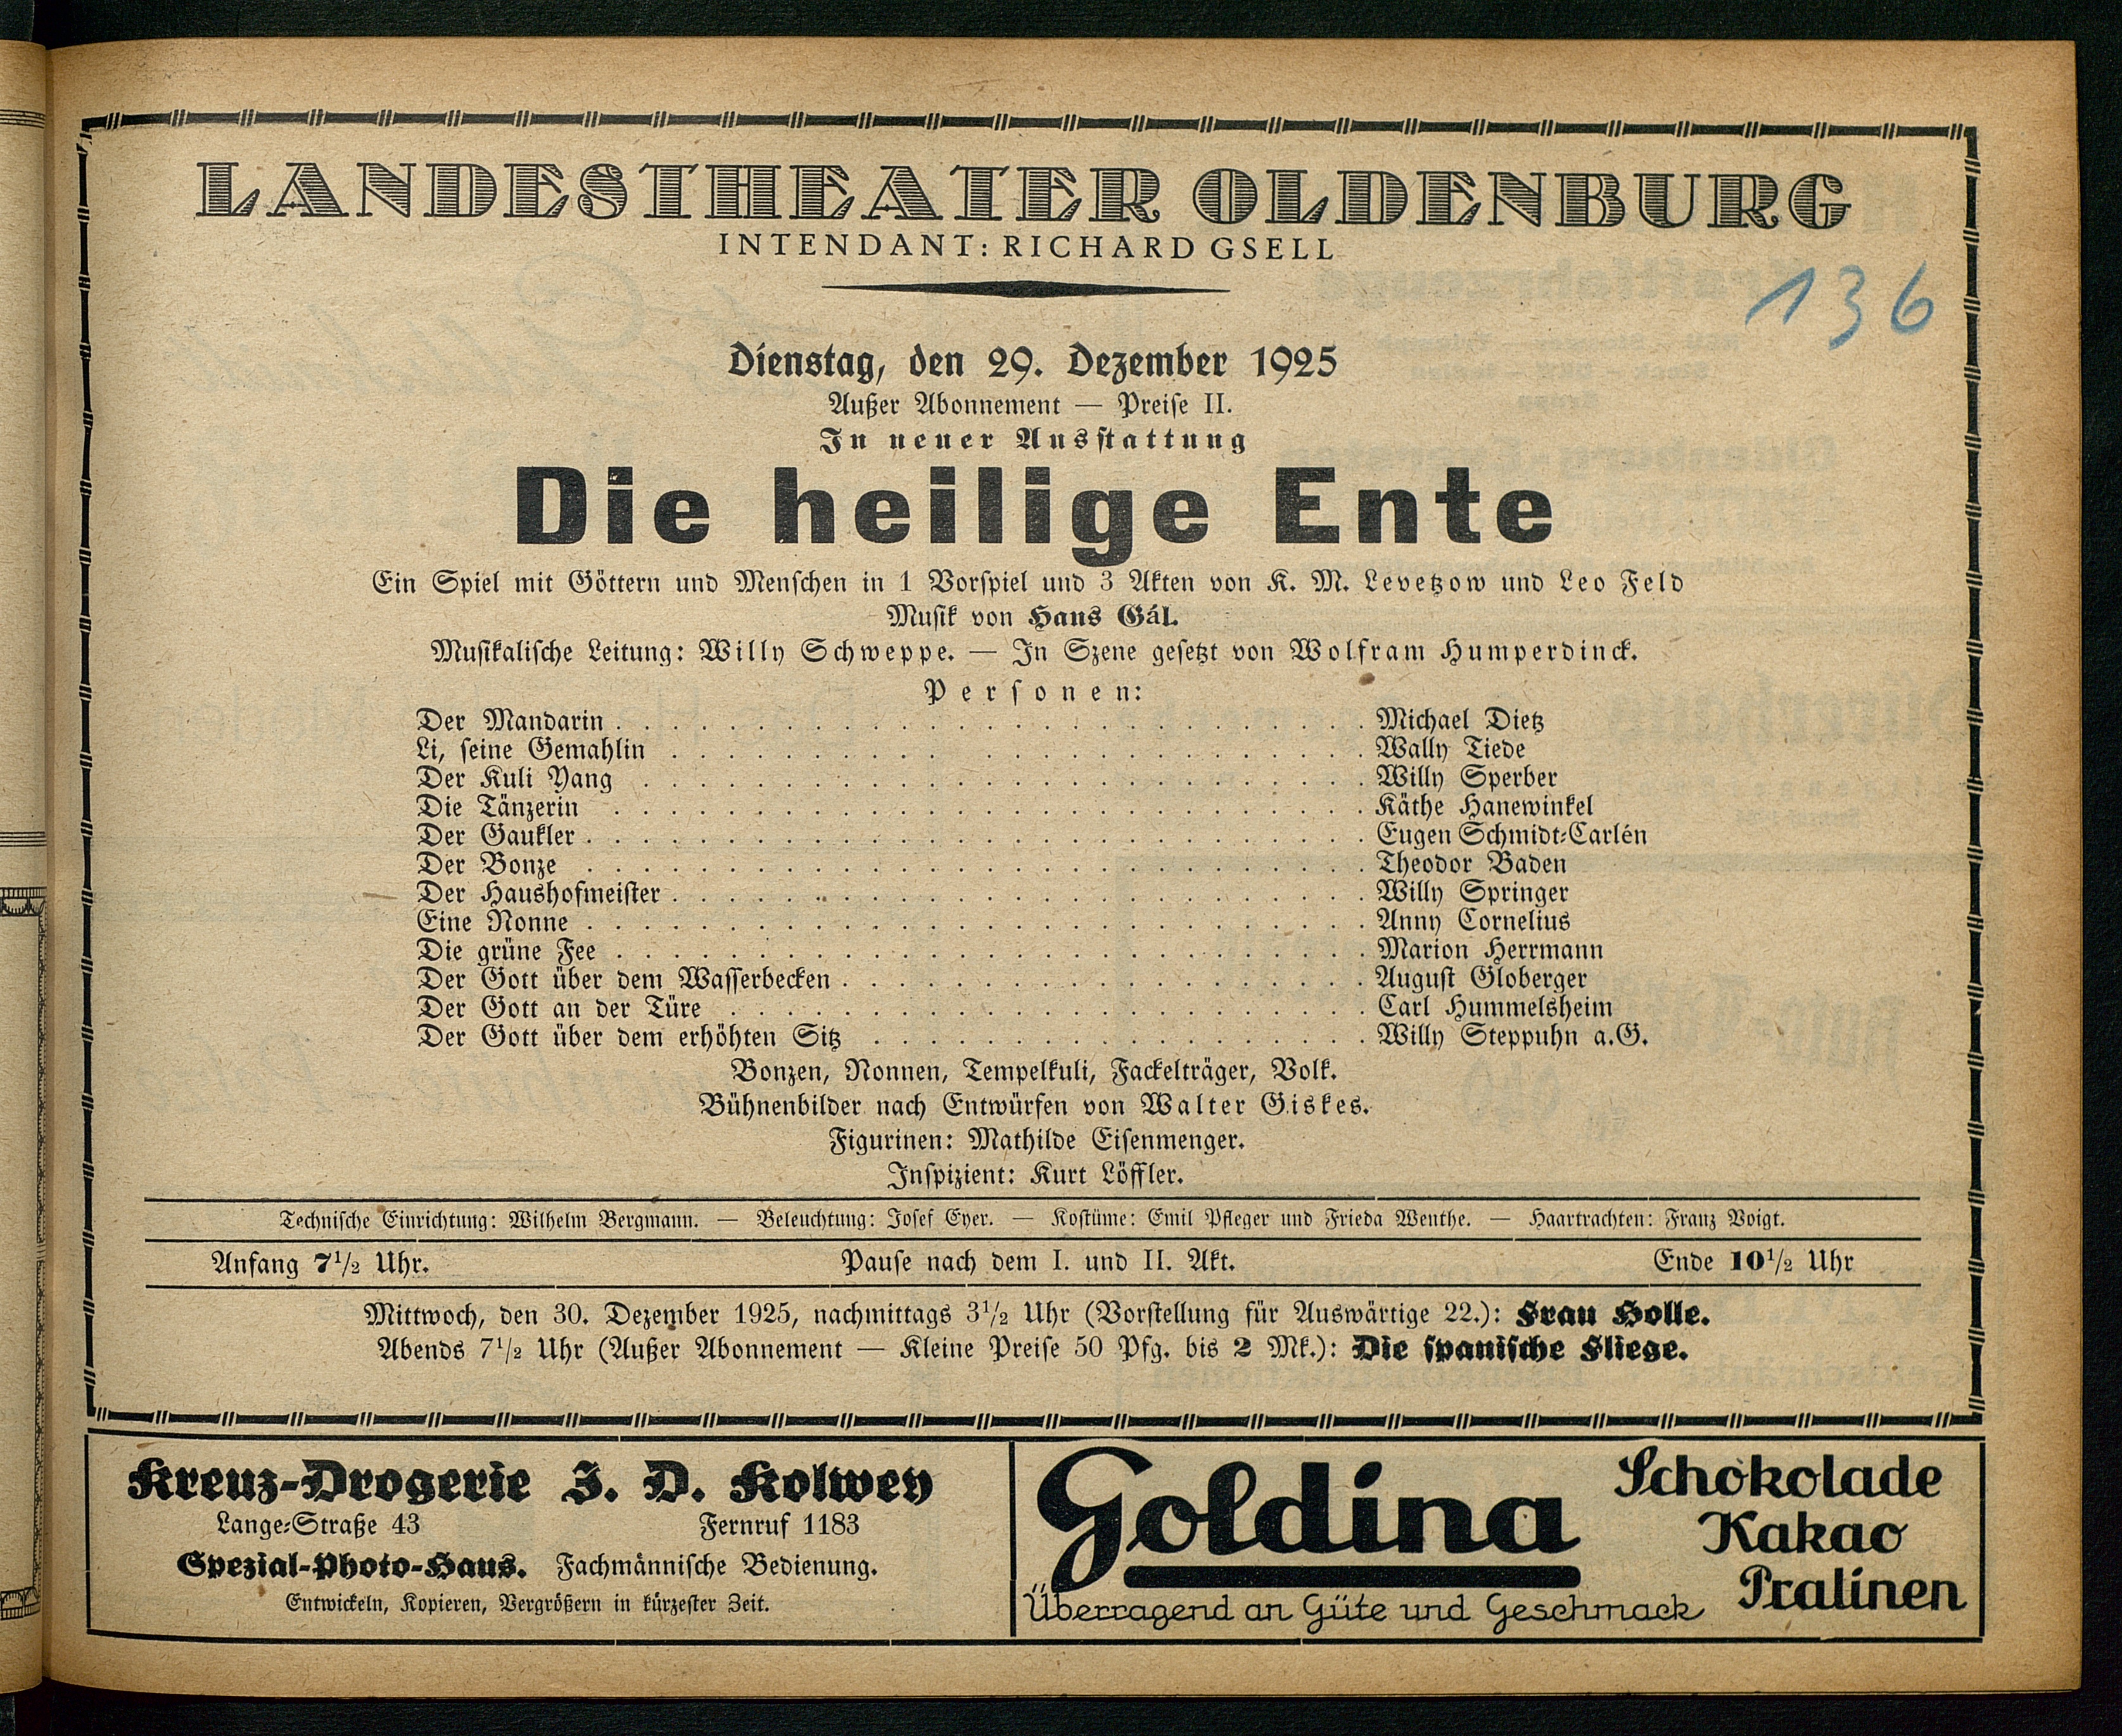 LANDESTHEATER OLDENBURG
INTENDANT: RICHARD GSELL
136
Dienstag, den 29. Dezember 1925
Außer Abonnement — Preise II.
In neuer Ausstattung
Die heilige Ente
Ein Spiel mit Göttern und Menschen in 1 Vorspiel und 3 Akten von K. M. Levetzow und Leo Feld
Musik von Hans Gál.
Musikalische Leitung: Willy Schweppe. — In Szene gesetzt von Wolfram Humperdinck.
Personen:
Der Mandarin . . . . . . . . . . Michael Dietz
Li, seine Gemahlin . . . . . . . . . . Wally Tiede
Der Kuli Yang . . . . . . . . . . Willy Sperber
Die Tänzerin . . . . . . . . . . Käthe Hanewinkel
Der Gaukler . . . . . . . . . . Eugen Schmidt-Carlén
Der Bonze . . . . . . . . . . Theodor Baden
Der Haushofmeister . . . . . . . . . . Willy Springer
Eine Nonne . . . . . . . . . . Anny Cornelius
Die grüne Fee . . . . . . . . . . Marion Herrmann
Der Gott über dem Wasserbecken . . . . . . . . . . August Globerger
Der Gott an der Türe . . . . . . . . . . Carl Hummelsheim
Der Gott über dem erhöhten Sitz . . . . . . . . . . Willy Steppuhn a.G.
Bonzen, Nonnen, Tempelkuli, Fackelträger, Volk.
Bühnenbilder nach Entwürfen von Walter Giskes.
Figurinen: Mathilde Eisenmenger.
Inspizient: Kurt Löffler.
Technische Einrichtung: Wilhelm Bergmann. — Beleuchtung: Josef Eyer. — Kostüme: Emil Pfleger und Frieda Wenthe. — Haartrachten: Franz Voigt.
Anfang 7½ Uhr. Pause nach dem I. und II. Akt. Ende 10½ Uhr
Mittwoch, den 30. Dezember 1925, nachmittags 3½ Uhr (Vorstellung für Auswärtige 22.): Frau Holle.
Abends 7½ Uhr (Außer Abonnement — Kleine Preise 50 Pfg. bis 2 Mk.): Die spanische Fliege.
Kreuz-Drogerie J. D. Kolwey
Lange-Straße 43 Fernruf 1183
Spezial-Photo-Haus. Fachmännische Bedienung.
Entwickeln, Kopieren, Vergrößern in kürzester Zeit.
Goldina
Schokolade
Kakao
Pralinen
Überragend an Güte und Geschmack